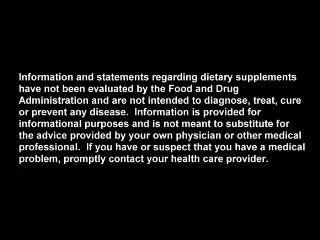 Information and statements regarding dietary supplements
have not been evaluated by the Food and Drug
Administration and are not intended to diagnose, treat, cure
or prevent any disease.  Information is provided for
informational purposes and is not meant to substitute for
the advice provided by your own physician or other medical
professional.  If you have or suspect that you have a medical
problem, promptly contact your health care provider.